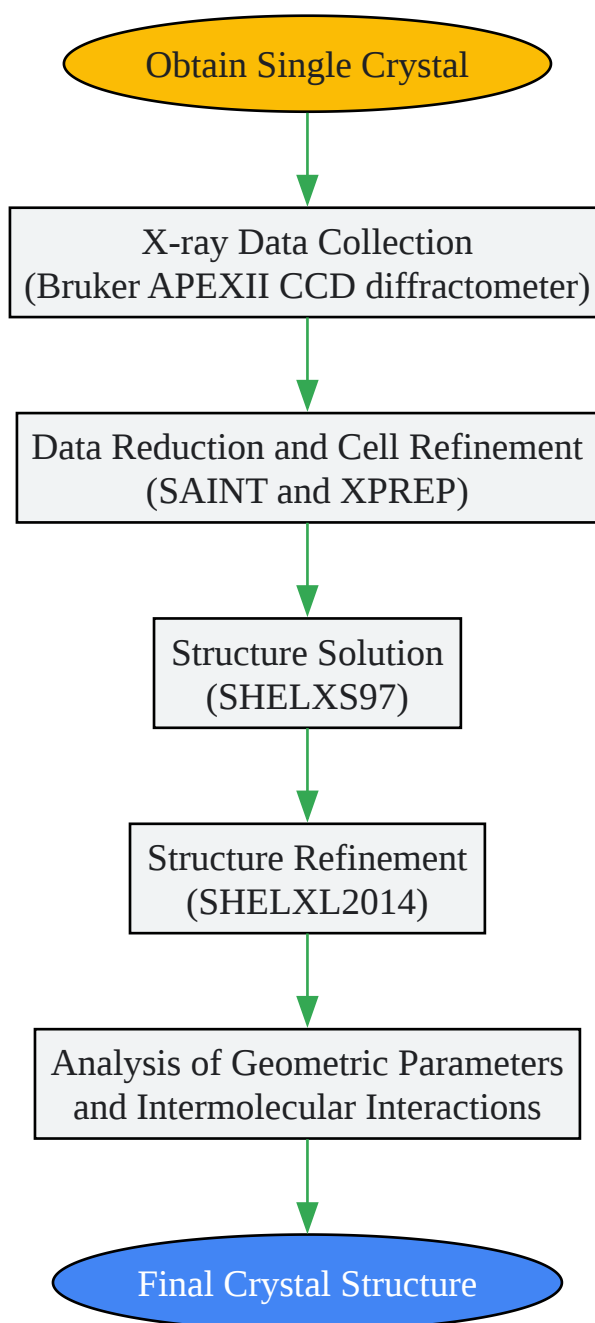 Obtain Single Crystal
X-ray Data Collection
(Bruker APEXII CCD diffractometer)
Data Reduction and Cell Refinement
(SAINT and XPREP)
Structure Solution
(SHELXS97)
Structure Refinement
(SHELXL2014)
Analysis of Geometric Parameters
and Intermolecular Interactions
Final Crystal Structure